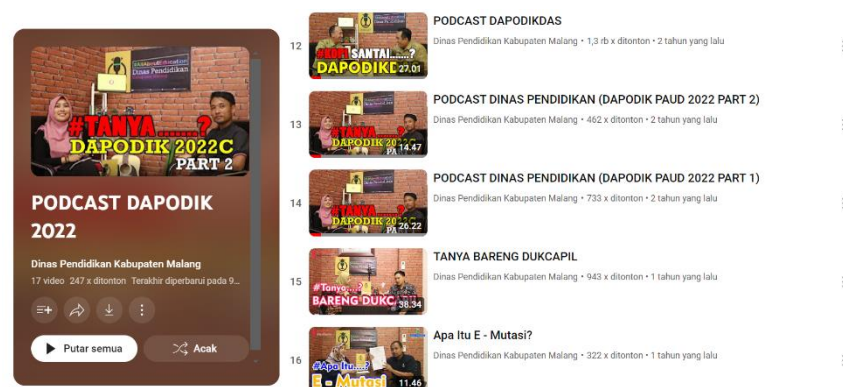 #TANYA.......?
DAPODIK 2022C
PART 2
PODCAST DAPODIK
2022
Dinas Pendidikan Kabupaten Malang
17 video 247 x ditonton Terakhir diperbarui pada 9...
Putar semua
Acak
12
SANTAI......?
DAPODIKD
27.01
PODCAST DAPODIKDAS
Dinas Pendidikan Kabupaten Malang • 1,3 rb x ditonton • 2 tahun yang lalu
13
#TANYA.......?
DAPODIK 2022C
14.47
PODCAST DINAS PENDIDIKAN (DAPODIK PAUD 2022 PART 2)
Dinas Pendidikan Kabupaten Malang • 462 x ditonton • 2 tahun yang lalu
14
#TANYA.......?
DAPODIK 2022C
26.22
PODCAST DINAS PENDIDIKAN (DAPODIK PAUD 2022 PART 1)
Dinas Pendidikan Kabupaten Malang • 733 x ditonton • 2 tahun yang lalu
15
#Tanya....?
BARENG DUKC
38.34
TANYA BARENG DUKCAPIL
Dinas Pendidikan Kabupaten Malang • 943 x ditonton • 1 tahun yang lalu
16
#Apa Itu....?
E - Mutasi
11.46
Apa Itu E - Mutasi?
Dinas Pendidikan Kabupaten Malang • 322 x ditonton • 1 tahun yang lalu